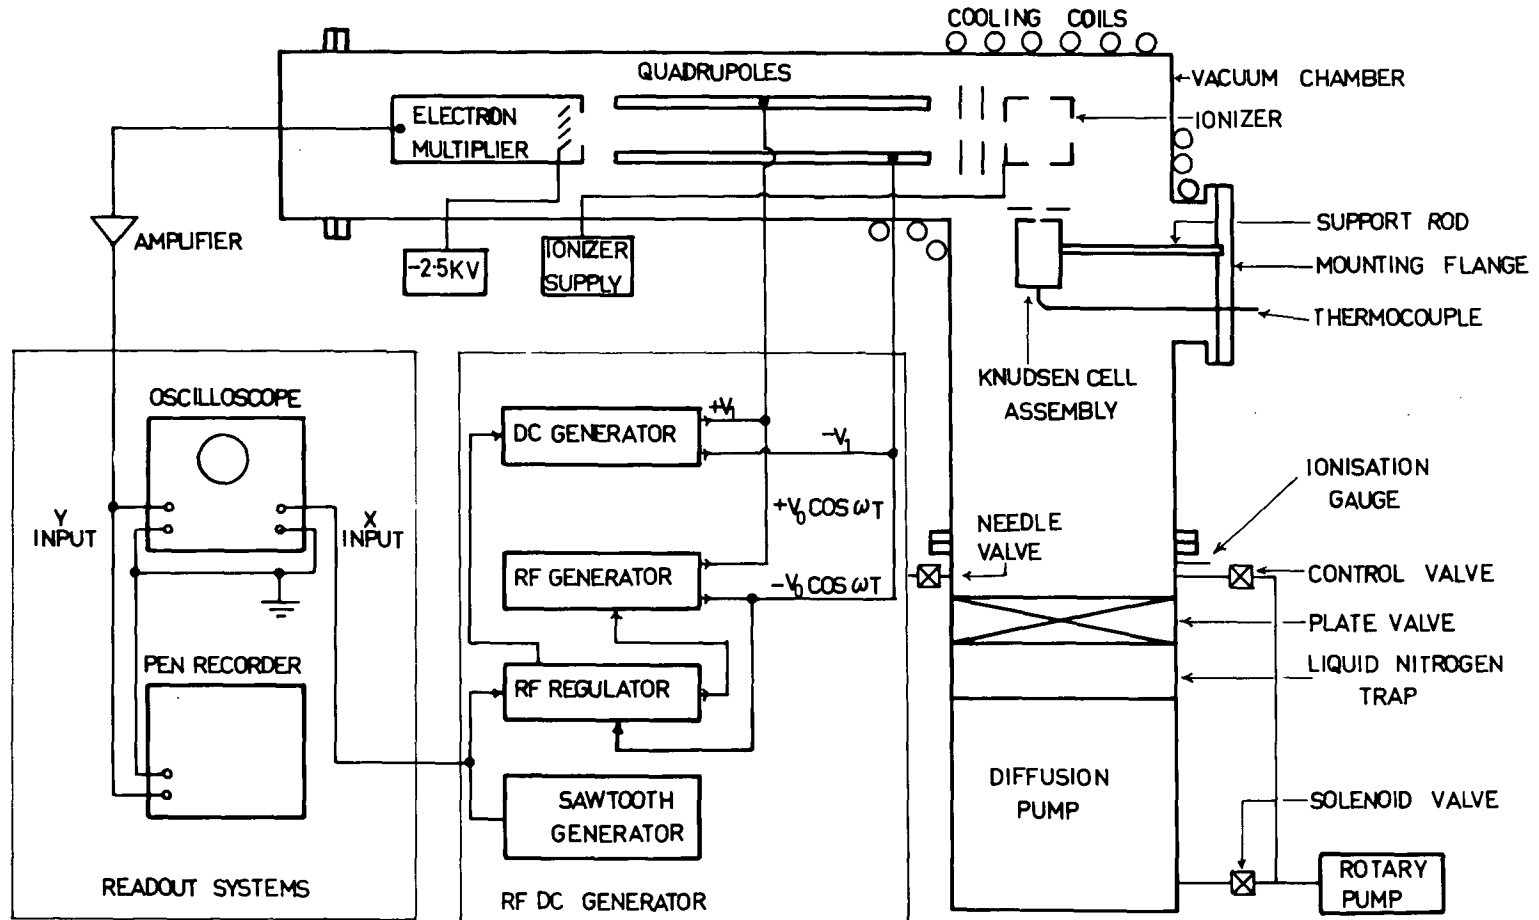 COOLING COILS
QUADRUPOLES
VACUUM CHAMBER
ELECTRON
MULTIPLIER
IONIZER
AMPLIFIER
-2.5KV
IONIZER
SUPPLY
SUPPORT ROD
MOUNTING FLANGE
THERMOCOUPLE
KNUDSEN CELL
ASSEMBLY
OSCILLOSCOPE
Y
INPUT
X
INPUT
PEN RECORDER
READOUT SYSTEMS
DC GENERATOR
+V1
-V1
+V0 COS ωT
RF GENERATOR
-V0 COS ωT
RF REGULATOR
SAWTOOTH
GENERATOR
RF DC GENERATOR
NEEDLE
VALVE
IONISATION
GAUGE
CONTROL VALVE
PLATE VALVE
LIQUID NITROGEN
TRAP
DIFFUSION
PUMP
SOLENOID VALVE
ROTARY
PUMP